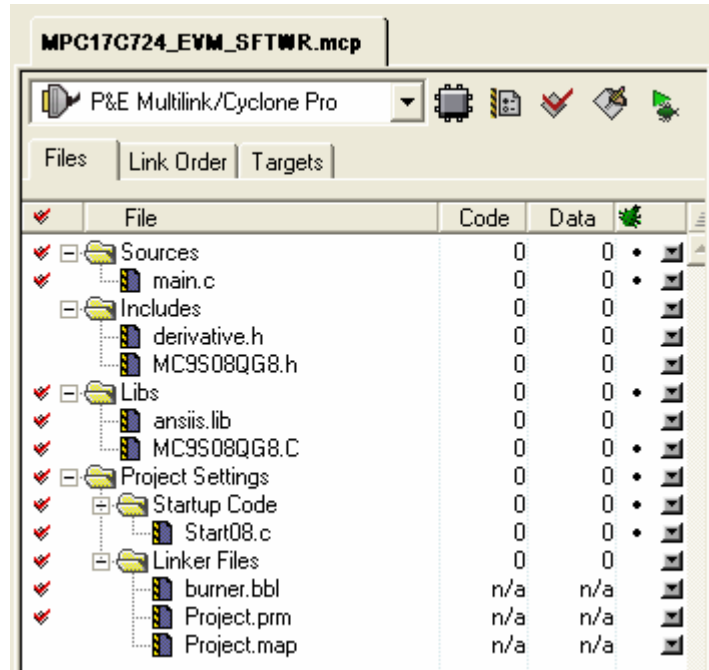 MPC17C724_EVM_SFTWR.mcp
P&E Multilink/Cyclone Pro
Files Link Order Targets
File Code Data
Sources 0 0
main.c 0 0
Includes 0 0
derivative.h 0 0
MC9S08QG8.h 0 0
Libs 0 0
ansiis.lib 0 0
MC9S08QG8.C 0 0
Project Settings 0 0
Startup Code 0 0
Start08.c 0 0
Linker Files 0 0
burner.bbl n/a n/a
Project.prm n/a n/a
Project.map n/a n/a